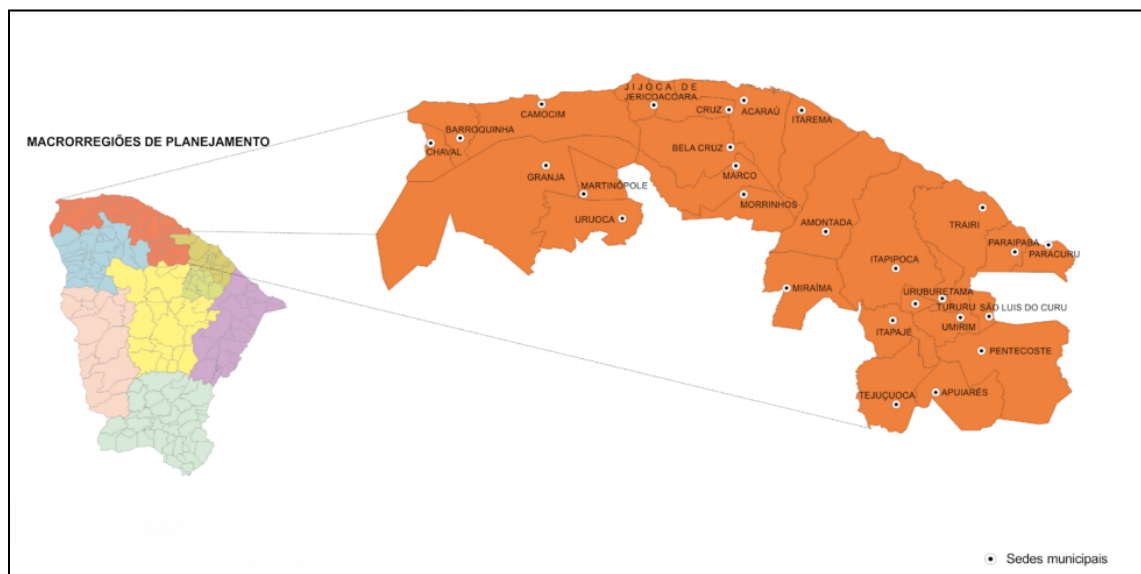 MACRORREGIÕES DE PLANEJAMENTO
JIJOCA DE
JERICOACOARA
CAMOCIM
CRUZ
ACARAÚ
ITAREMA
BARROQUINHA
CHAVAL
BELA CRUZ
GRANJA
MARCO
MARTINÓPOLE
MORRINHOS
URUOCA
AMONTADA
TRAIRI
PARAIPABA
PARACURU
ITAPIPOCA
MIRAÍMA
URUBURETAMA
TURURU
SÃO LUIS DO CURU
ITAPAJÉ
UMIRIM
PENTECOSTE
TEJUÇUOCA
APUIARÉS
Sedes municipais